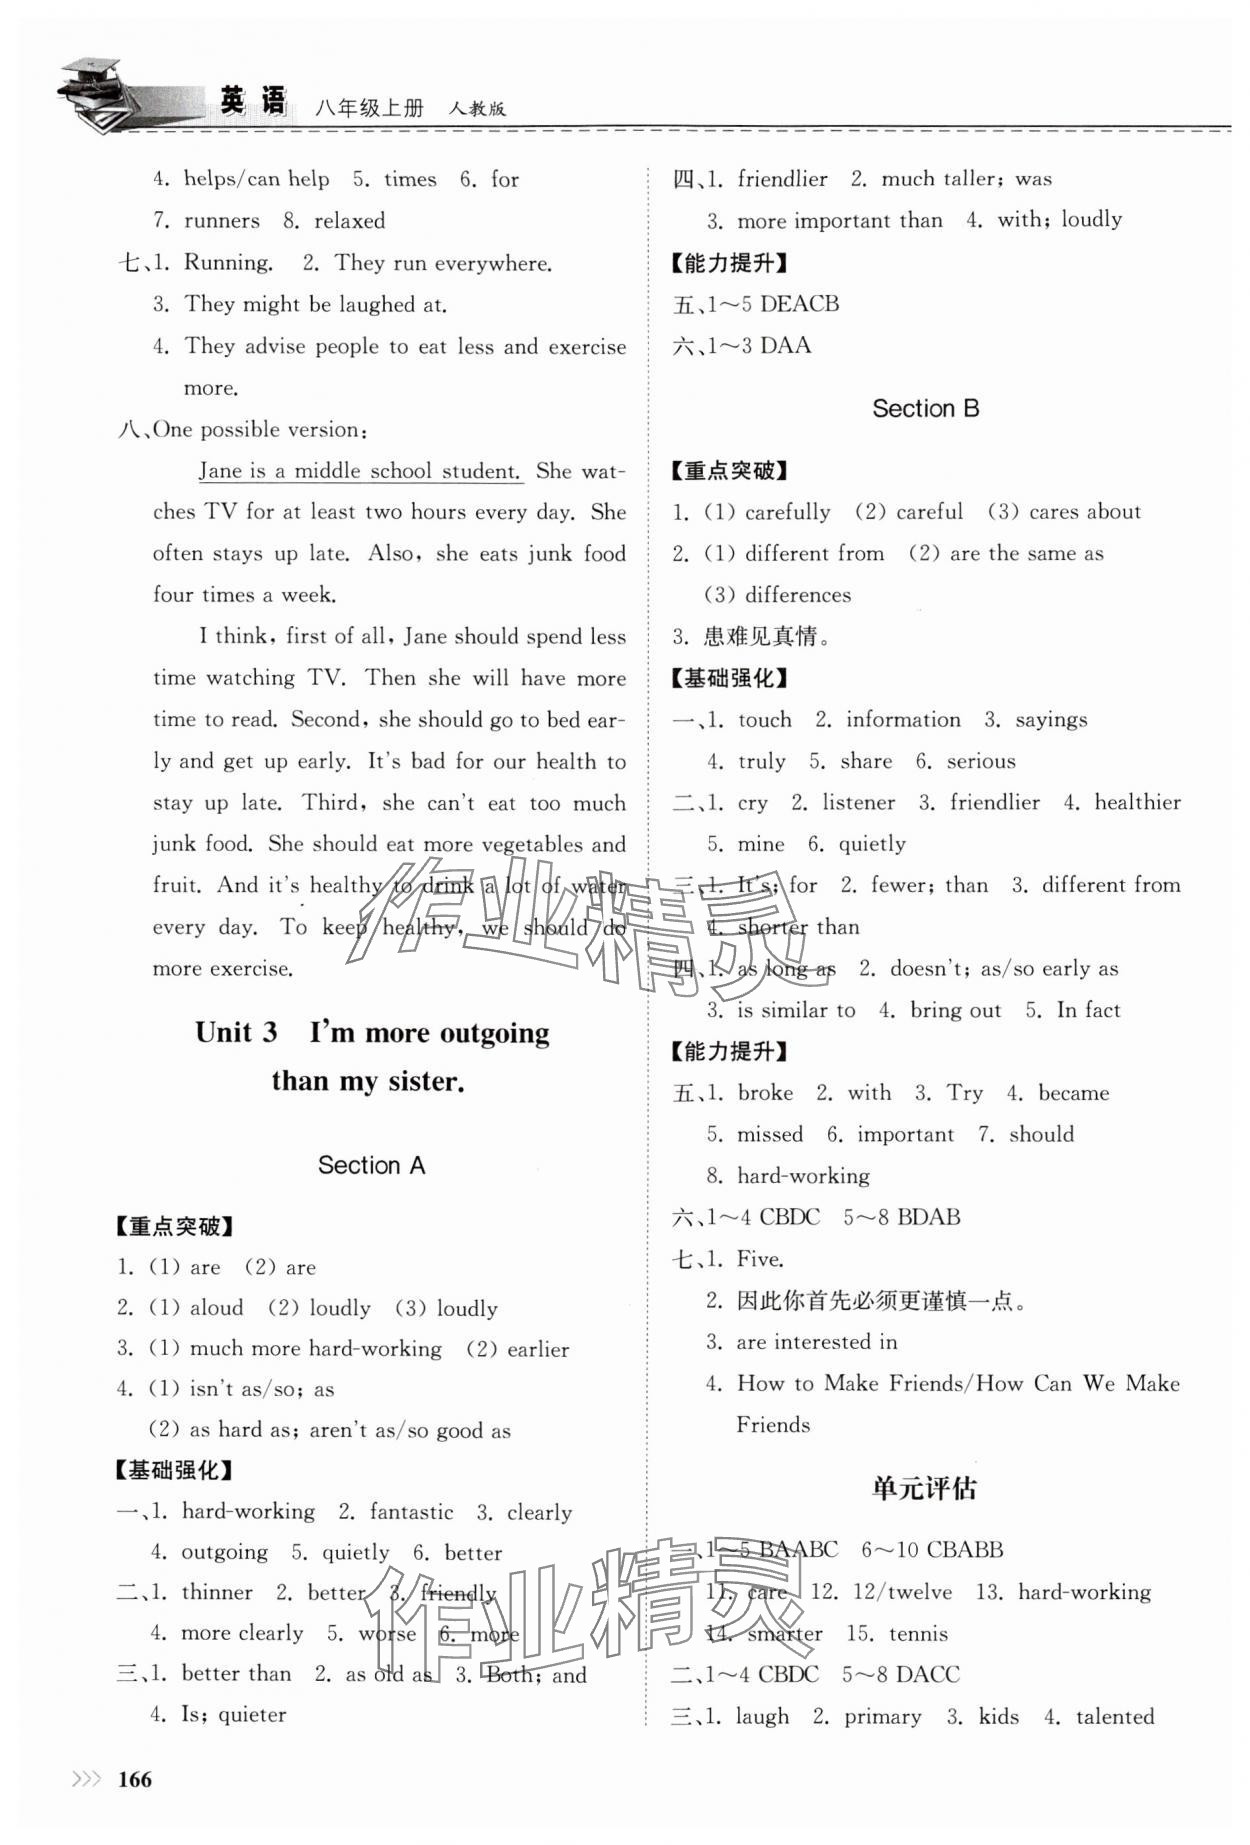 英语 八年级上册 人教版
4. helps/can help 5. times 6. for
7. runners 8. relaxed
七、1. Running. 2. They run everywhere.
3. They might be laughed at.
4. They advise people to eat less and exercise
more.
八、One possible version:
Jane is a middle school student. She wat-
ches TV for at least two hours every day. She
often stays up late. Also, she eats junk food
four times a week.
I think, first of all, Jane should spend less
time watching TV. Then she will have more
time to read. Second, she should go to bed ear-
ly and get up early. It's bad for our health to
stay up late. Third, she can't eat too much
junk food. She should eat more vegetables and
fruit. And it's healthy to drink a lot of water
every day. To keep healthy, we should do
more exercise.
Unit 3 I'm more outgoing
than my sister.
Section A
【重点突破】
1. (1) are (2) are
2. (1) aloud (2) loudly (3) loudly
3. (1) much more hard-working (2) earlier
4. (1) isn't as/so; as
(2) as hard as; aren't as/so good as
【基础强化】
一、1. hard-working 2. fantastic 3. clearly
4. outgoing 5. quietly 6. better
二、1. thinner 2. better 3. friendly
4. more clearly 5. worse 6. more
三、1. better than 2. as old as 3. Both; and
4. Is; quieter
四、1. friendlier 2. much taller; was
3. more important than 4. with; loudly
【能力提升】
五、1～5 DEACB
六、1～3 DAA
Section B
【重点突破】
1. (1) carefully (2) careful (3) cares about
2. (1) different from (2) are the same as
(3) differences
3. 患难见真情。
【基础强化】
一、1. touch 2. information 3. sayings
4. truly 5. share 6. serious
二、1. cry 2. listener 3. friendlier 4. healthier
5. mine 6. quietly
三、1. It's; for 2. fewer; than 3. different from
4. shorter than
四、1. as long as 2. doesn't; as/so early as
3. is similar to 4. bring out 5. In fact
【能力提升】
五、1. broke 2. with 3. Try 4. became
5. missed 6. important 7. should
8. hard-working
六、1～4 CBDC 5～8 BDAB
七、1. Five.
2. 因此你首先必须更谨慎一点。
3. are interested in
4. How to Make Friends/How Can We Make
Friends
单元评估
一、1～5 BAABC 6～10 CBABB
11. care 12. 12/twelve 13. hard-working
14. smarter 15. tennis
二、1～4 CBDC 5～8 DACC
三、1. laugh 2. primary 3. kids 4. talented
作业精灵
作业精灵
166